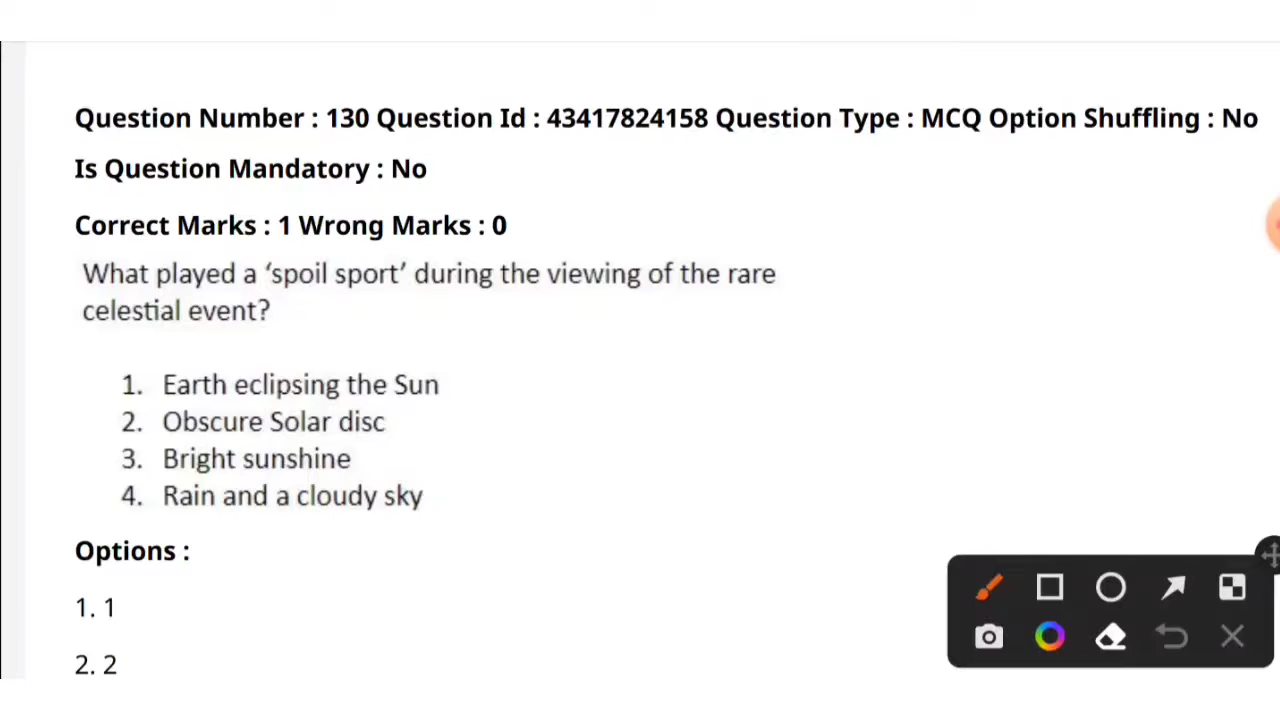 Question Number : 130 Question Id : 43417824158 Question Type : MCQ Option Shuffling : No
Is Question Mandatory : No
Correct Marks : 1 Wrong Marks : 0
What played a ‘spoil sport’ during the viewing of the rare
celestial event?
1. Earth eclipsing the Sun
2. Obscure Solar disc
3. Bright sunshine
4. Rain and a cloudy sky
Options :
1. 1
2. 2